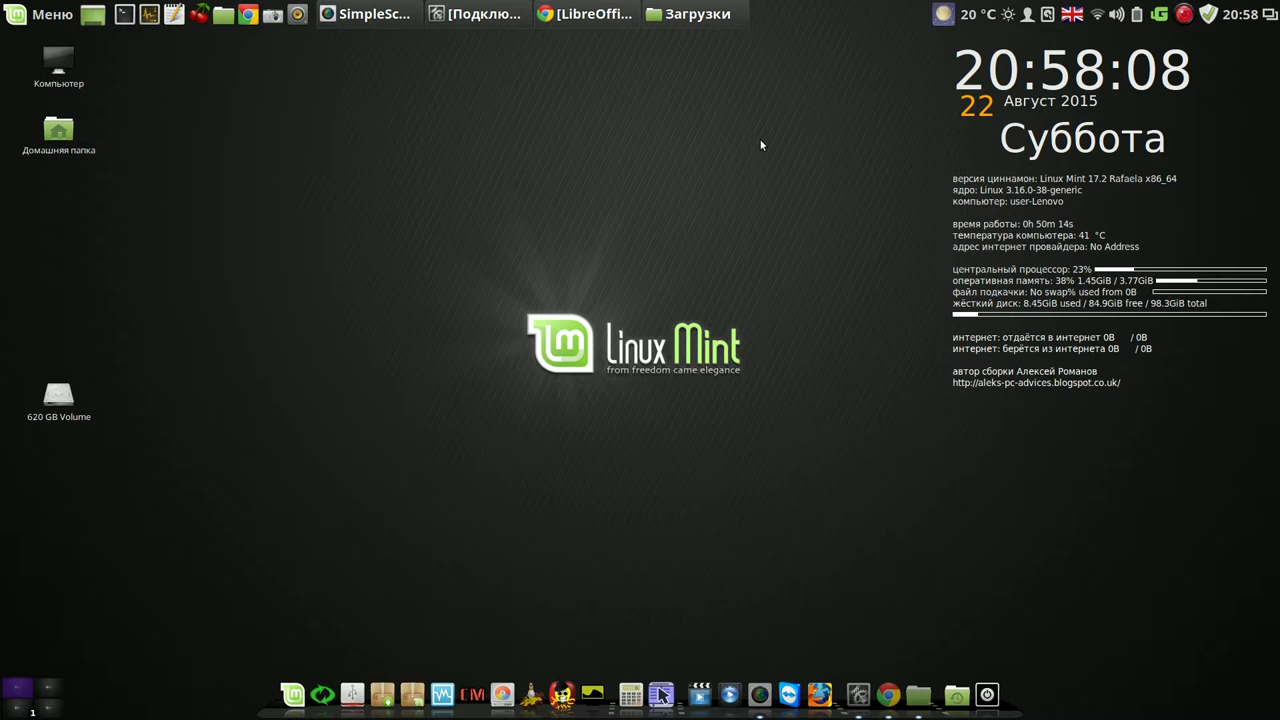 Меню
SimpleSc...
[Подклю...
[LibreOffi...
Загрузки
20 °C
20:58
Компьютер
Домашняя папка
620 GB Volume
20:58:08
22 Август 2015
Суббота
версия циннамон: Linux Mint 17.2 Rafaela x86_64
ядро: Linux 3.16.0-38-generic
компьютер: user-Lenovo
время работы: 0h 50m 14s
температура компьютера: 41 °C
адрес интернет провайдера: No Address
центральный процессор: 23%
оперативная память: 38% 1.45GiB / 3.77GiB
файл подкачки: No swap% used from 0B
жёсткий диск: 8.45GiB used / 84.9GiB free / 98.3GiB total
интернет: отдаётся в интернет 0B / 0B
интернет: берётся из интернета 0B / 0B
автор сборки Алексей Романов
http://aleks-pc-advices.blogspot.co.uk/
Linux Mint
from freedom came elegance
1